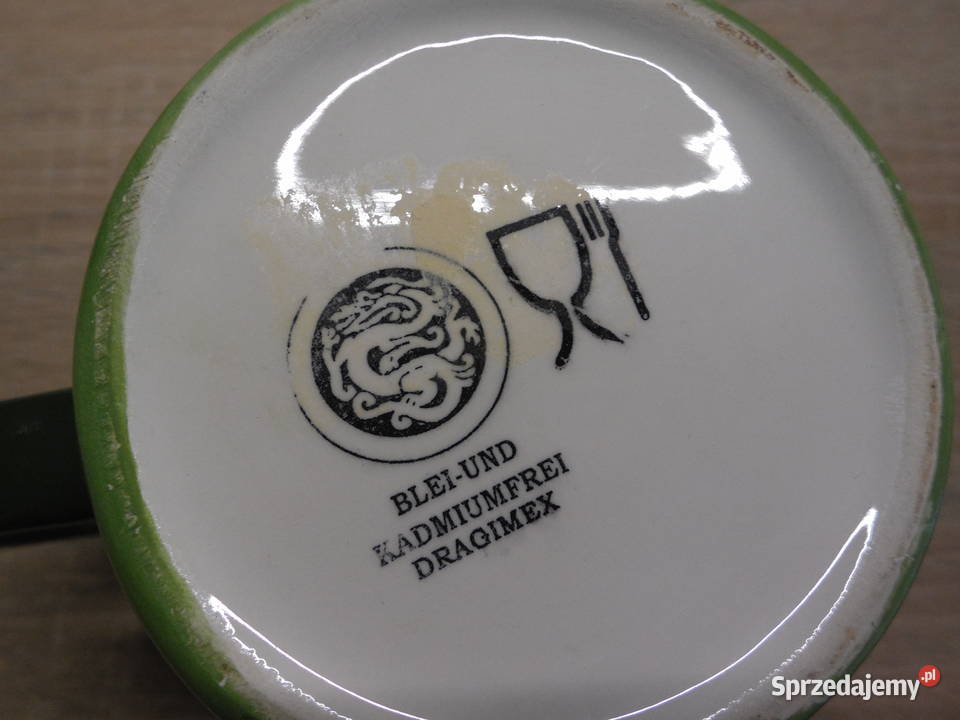 BLEI-UND
KADMIUMFREI
DRAGIMEX
Sprzedajemy.pl